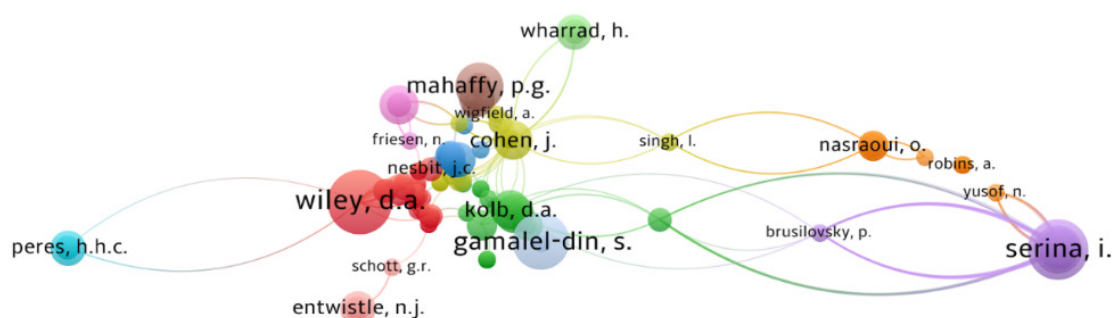 wharrad, h.
mahaffy, p.g.
wigfield, a.
friesen, n.
cohen, j.
singh, l.
nasraoui, o.
nesbit, j.c.
robins, a.
yusof, n.
wiley, d.a.
kolb, d.a.
brusilovsky, p.
peres, h.h.c.
gamalel-din, s.
serina, i.
schott, g.r.
entwistle, n.j.